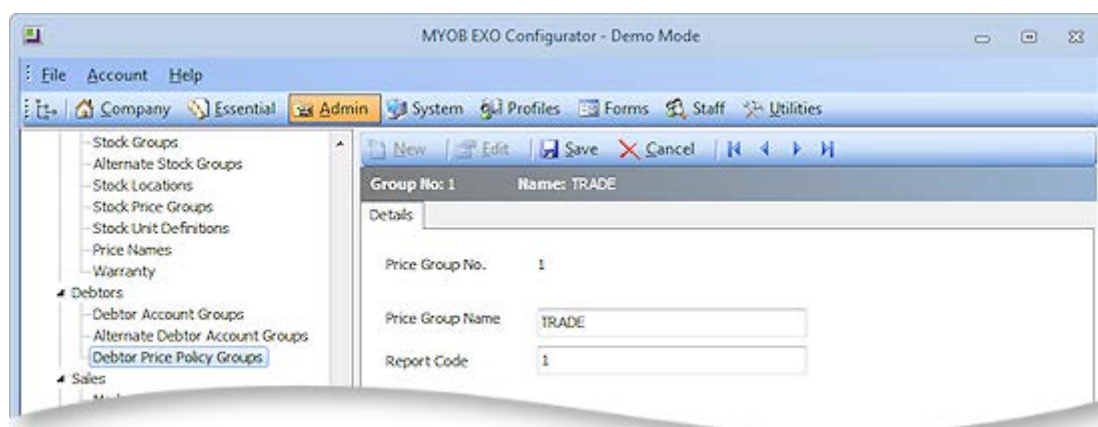 MYOB EXO Configurator - Demo Mode
File Account Help
Company Essential Admin System Profiles Forms Staff Utilities
Stock Groups
Alternate Stock Groups
Stock Locations
Stock Price Groups
Stock Unit Definitions
Price Names
Warranty
Debtors
Debtor Account Groups
Alternate Debtor Account Groups
Debtor Price Policy Groups
Sales
New Edit Save Cancel
Group No: 1 Name: TRADE
Details
Price Group No. 1
Price Group Name TRADE
Report Code 1